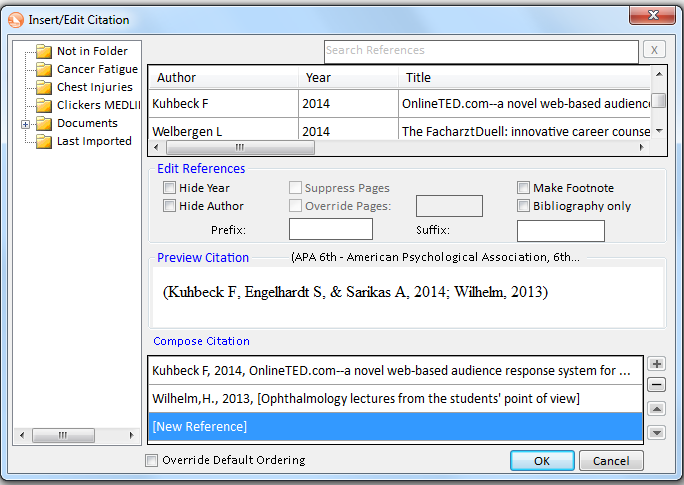 Insert/Edit Citation
Not in Folder
Cancer Fatigue
Chest Injuries
Clickers MEDLI
Documents
Last Imported
Search References
X
Author Year Title
Kuhbeck F 2014 OnlineTED.com--a novel web-based audience
Welbergen L 2014 The FacharztDuell: innovative career counse
Edit References
Hide Year Suppress Pages Make Footnote
Hide Author Override Pages: Bibliography only
Prefix: Suffix:
Preview Citation (APA 6th - American Psychological Association, 6th...
(Kuhbeck F, Engelhardt S, & Sarikas A, 2014; Wilhelm, 2013)
Compose Citation
Kuhbeck F, 2014, OnlineTED.com--a novel web-based audience response system for ...
Wilhelm,H., 2013, [Ophthalmology lectures from the students' point of view]
[New Reference]
Override Default Ordering OK Cancel